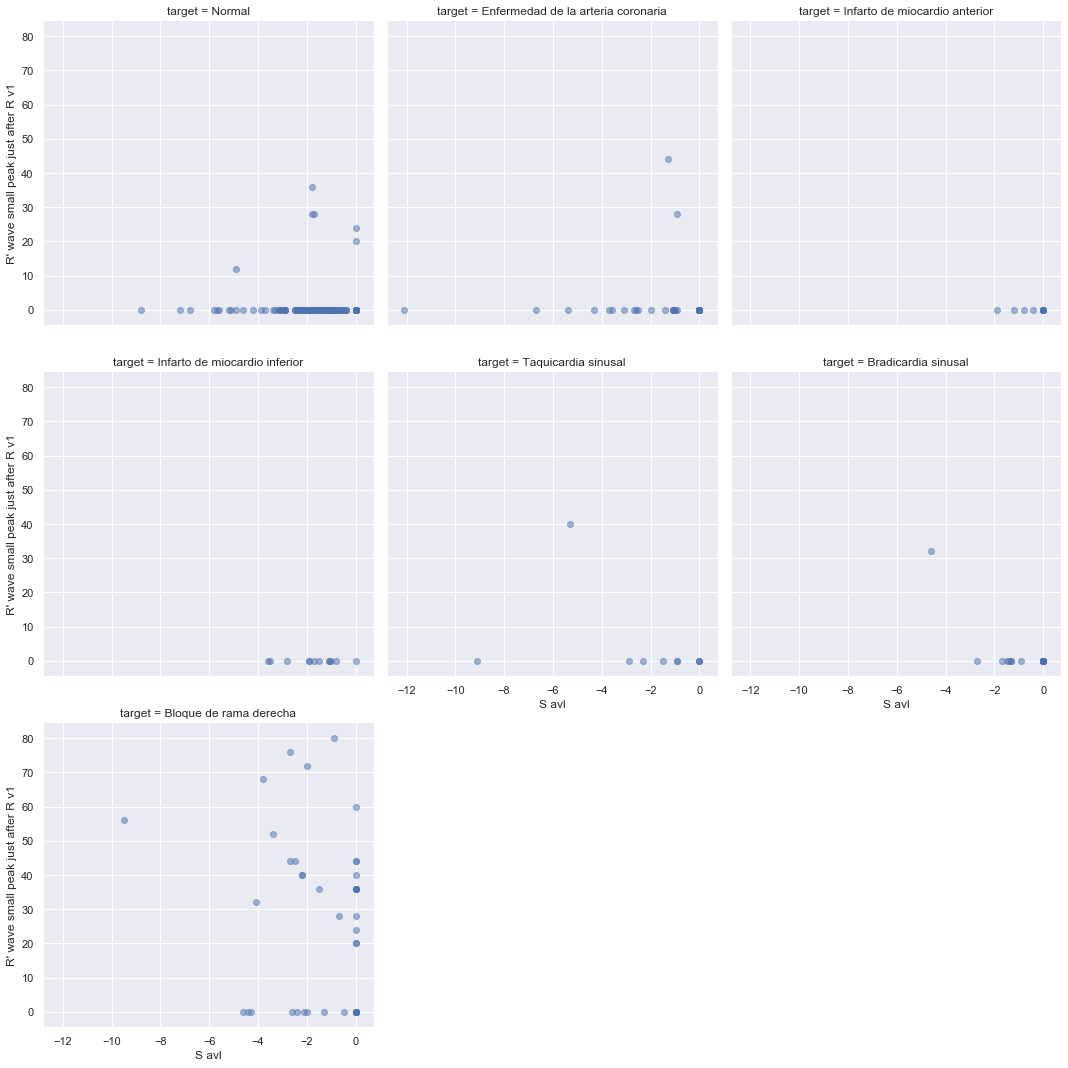 target = Normal
target = Enfermedad de la arteria coronaria
target = Infarto de miocardio anterior
80
70
60
50
40
30
20
10
0
R' wave small peak just after R v1
target = Infarto de miocardio inferior
target = Taquicardia sinusal
target = Bradicardia sinusal
80
70
60
50
40
30
20
10
0
R' wave small peak just after R v1
−12 −10 −8 −6 −4 −2 0
S avl
−12 −10 −8 −6 −4 −2 0
S avl
target = Bloque de rama derecha
80
70
60
50
40
30
20
10
0
R' wave small peak just after R v1
−12 −10 −8 −6 −4 −2 0
S avl